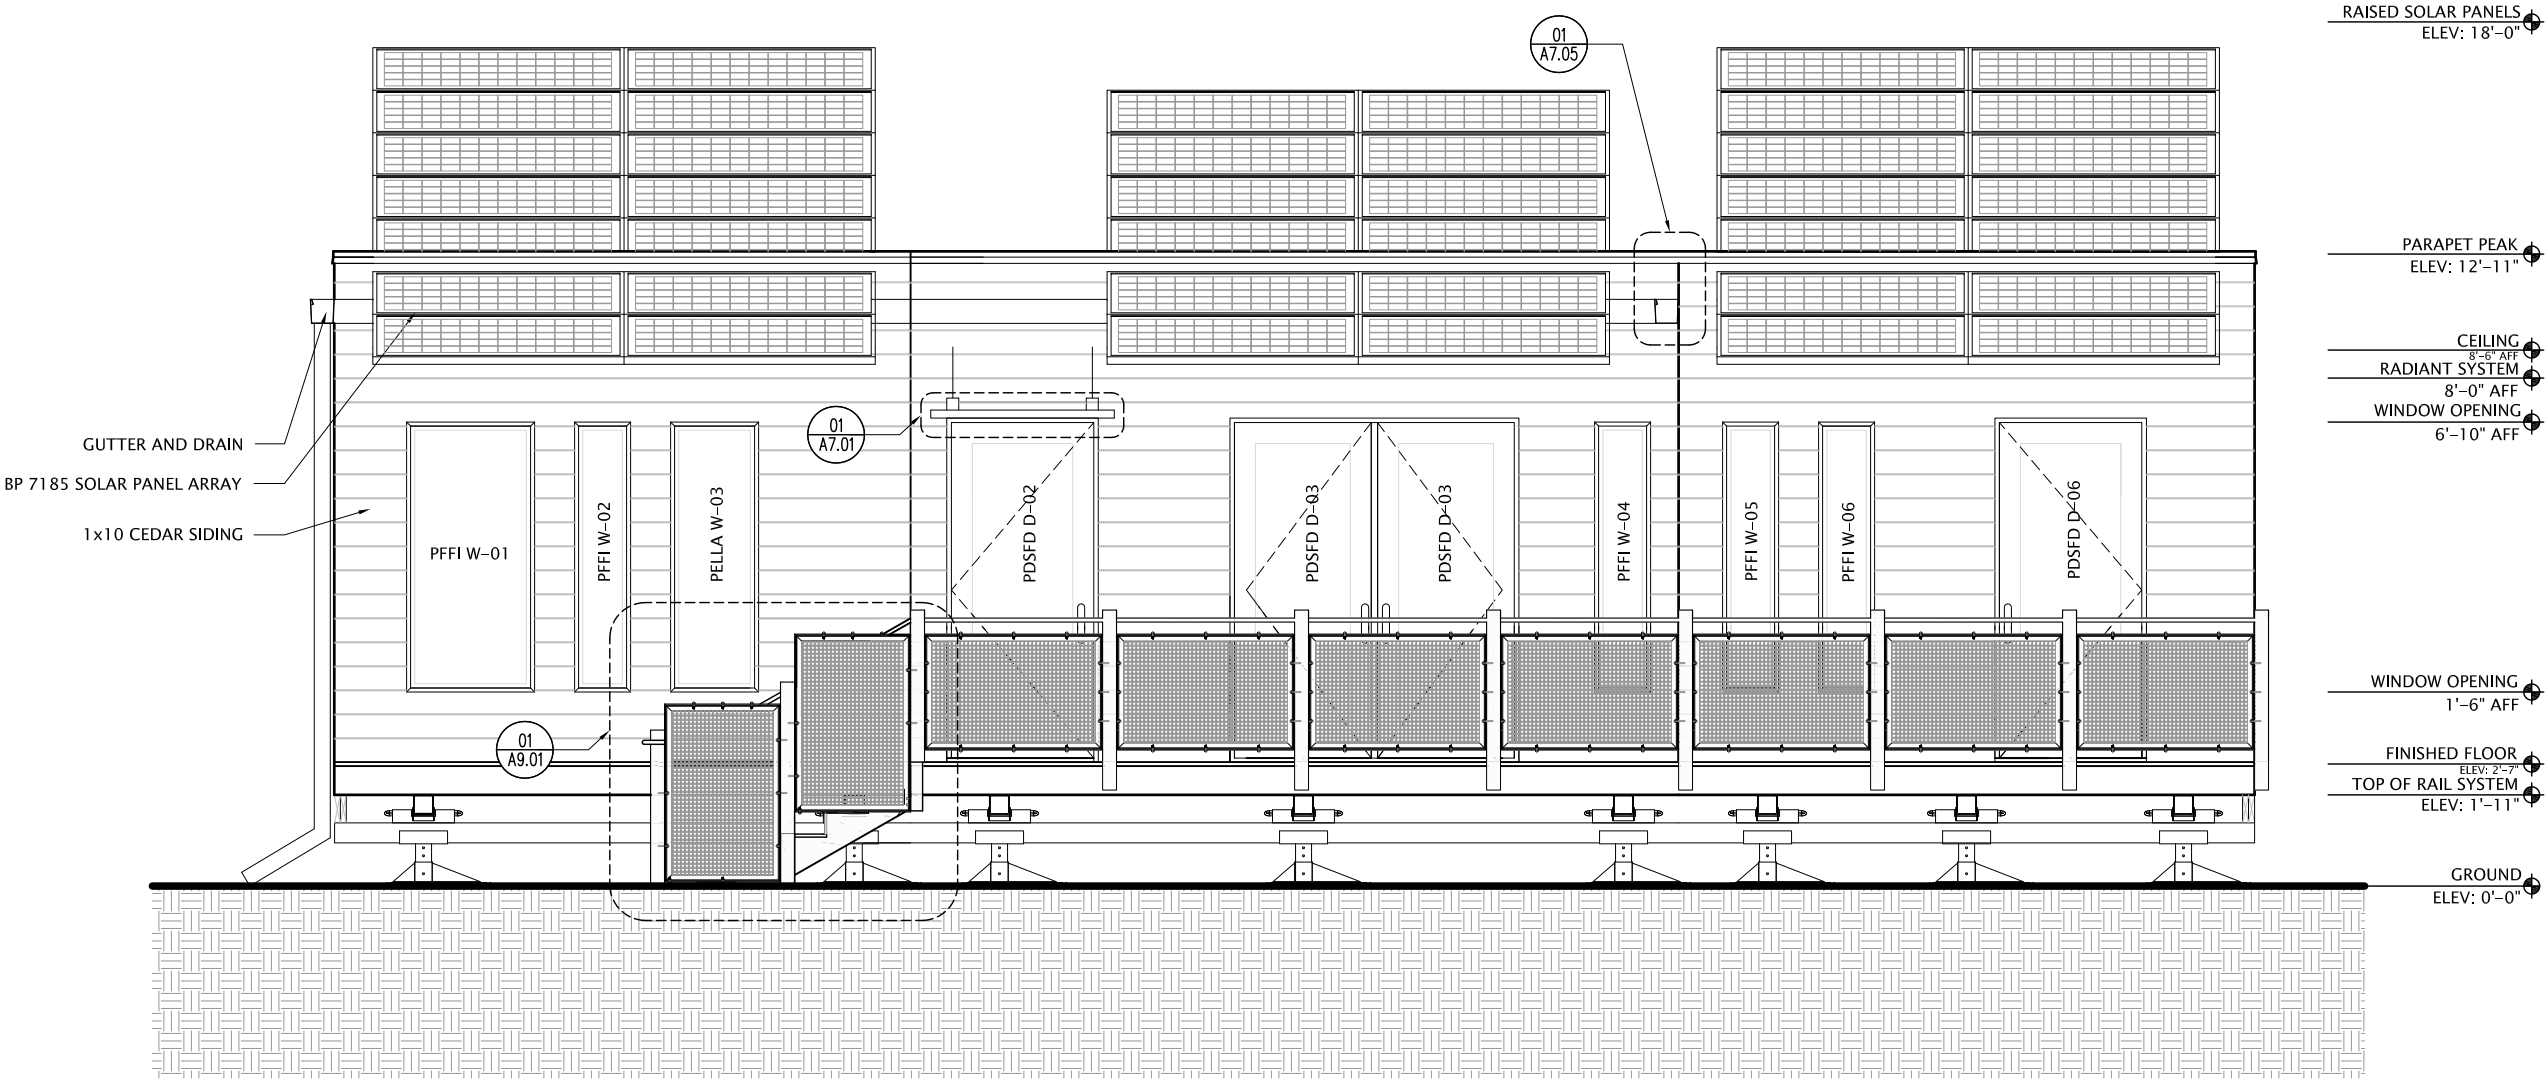 RAISED SOLAR PANELS
ELEV: 18'-0"
01
A7.05
PARAPET PEAK
ELEV: 12'-11"
CEILING
8'-6" AFF
RADIANT SYSTEM
8'-0" AFF
WINDOW OPENING
6'-10" AFF
01
A7.01
GUTTER AND DRAIN
BP 7185 SOLAR PANEL ARRAY
1x10 CEDAR SIDING
PFFI W-01
PFFI W-02
PELLA W-03
PDSFD D-02
PDSFD D-03
PDSFD D-03
PFFI W-04
PFFI W-05
PFFI W-06
PDSFD D-06
WINDOW OPENING
1'-6" AFF
01
A9.01
FINISHED FLOOR
ELEV: 2'-7"
TOP OF RAIL SYSTEM
ELEV: 1'-11"
GROUND
ELEV: 0'-0"